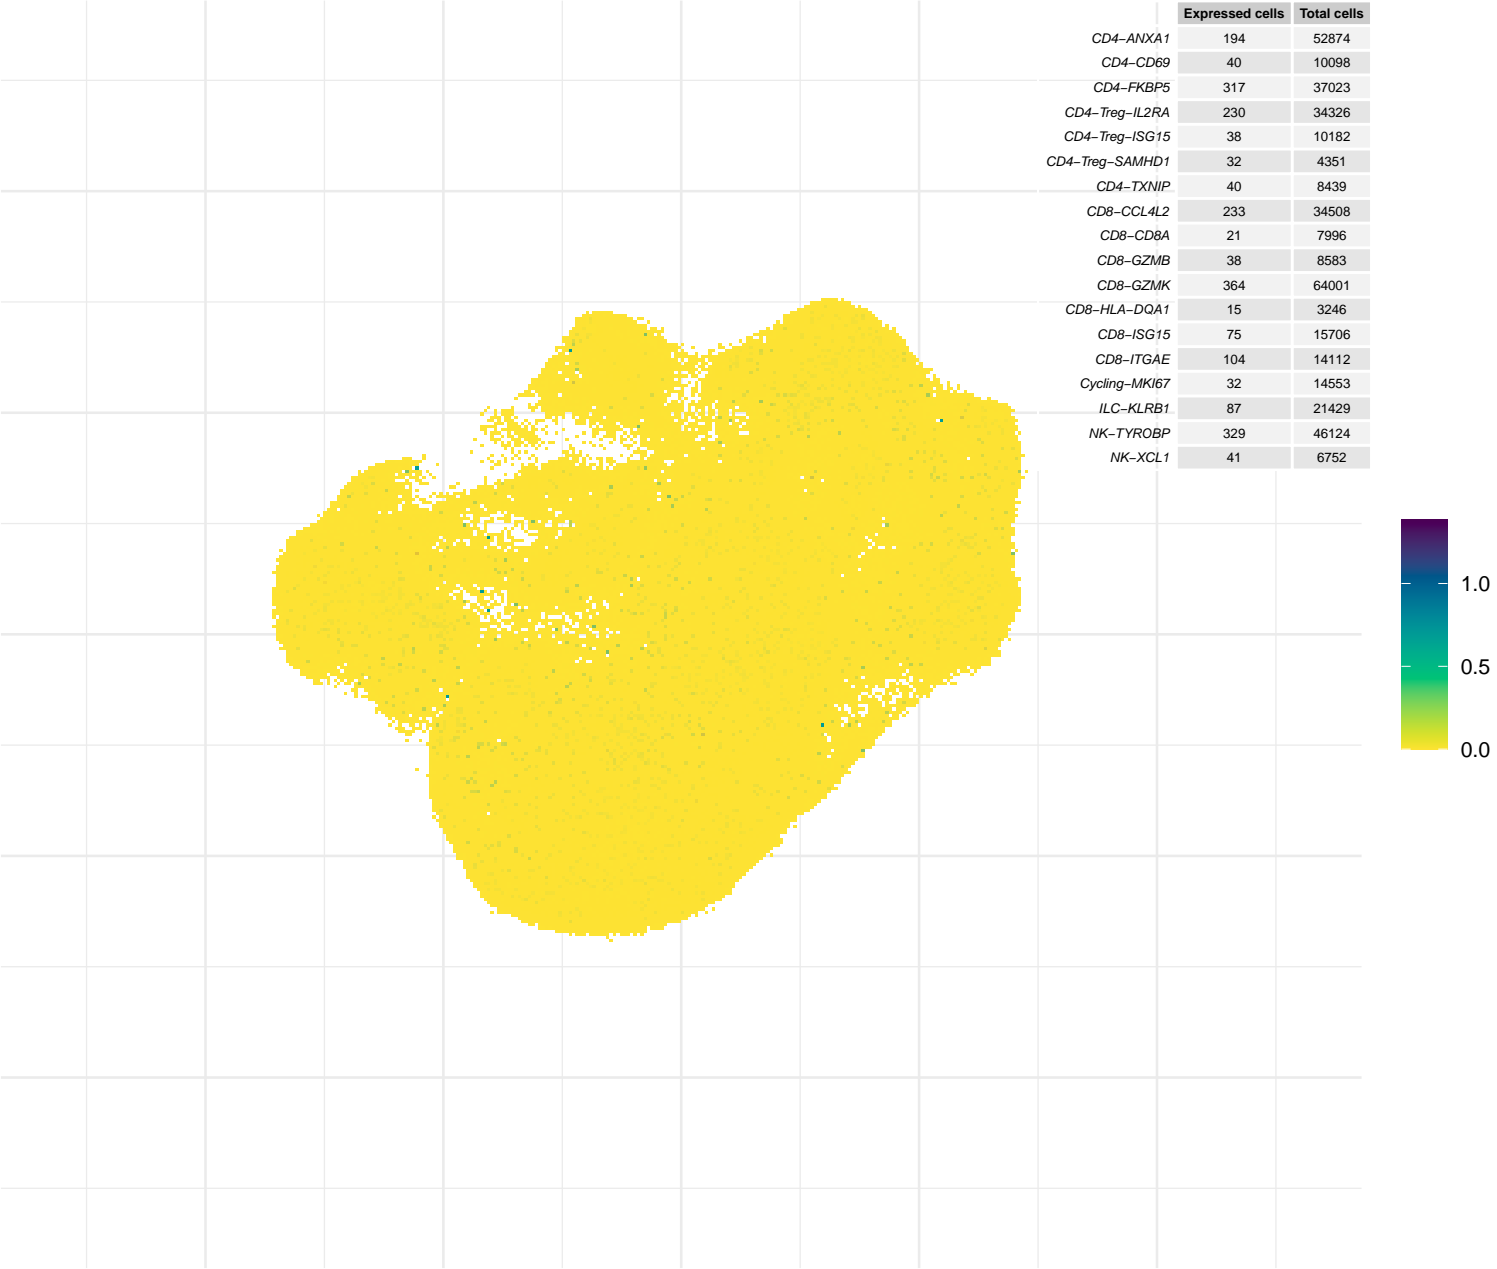 Expressed cells Total cells
CD4−ANXA1 194 52874
CD4−CD69 40 10098
CD4−FKBP5 317 37023
CD4−Treg−IL2RA 230 34326
CD4−Treg−ISG15 38 10182
CD4−Treg−SAMHD1 32 4351
CD4−TXNIP 40 8439
CD8−CCL4L2 233 34508
CD8−CD8A 21 7996
CD8−GZMB 38 8583
CD8−GZMK 364 64001
CD8−HLA−DQA1 15 3246
CD8−ISG15 75 15706
CD8−ITGAE 104 14112
Cycling−MKI67 32 14553
ILC−KLRB1 87 21429
NK−TYROBP 329 46124
NK−XCL1 41 6752
1.0
0.5
0.0